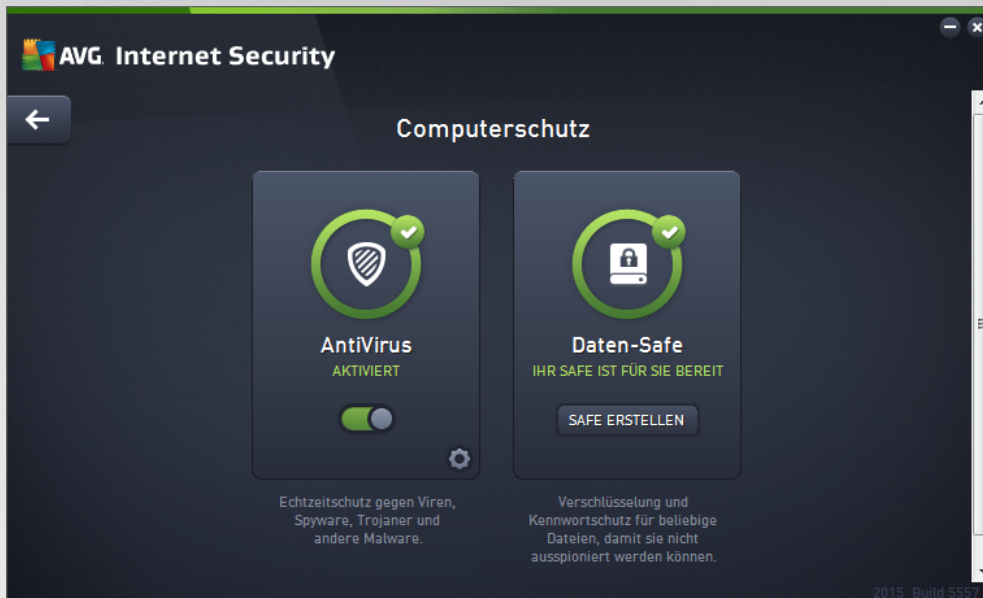 AVG. Internet Security
Computerschutz
AntiVirus
AKTIVIERT
Echtzeitschutz gegen Viren,
Spyware, Trojaner und
andere Malware.
Daten-Safe
IHR SAFE IST FÜR SIE BEREIT
SAFE ERSTELLEN
Verschlüsselung und
Kennwortschutz für beliebige
Dateien, damit sie nicht
ausspioniert werden können.
2015 Build 5557